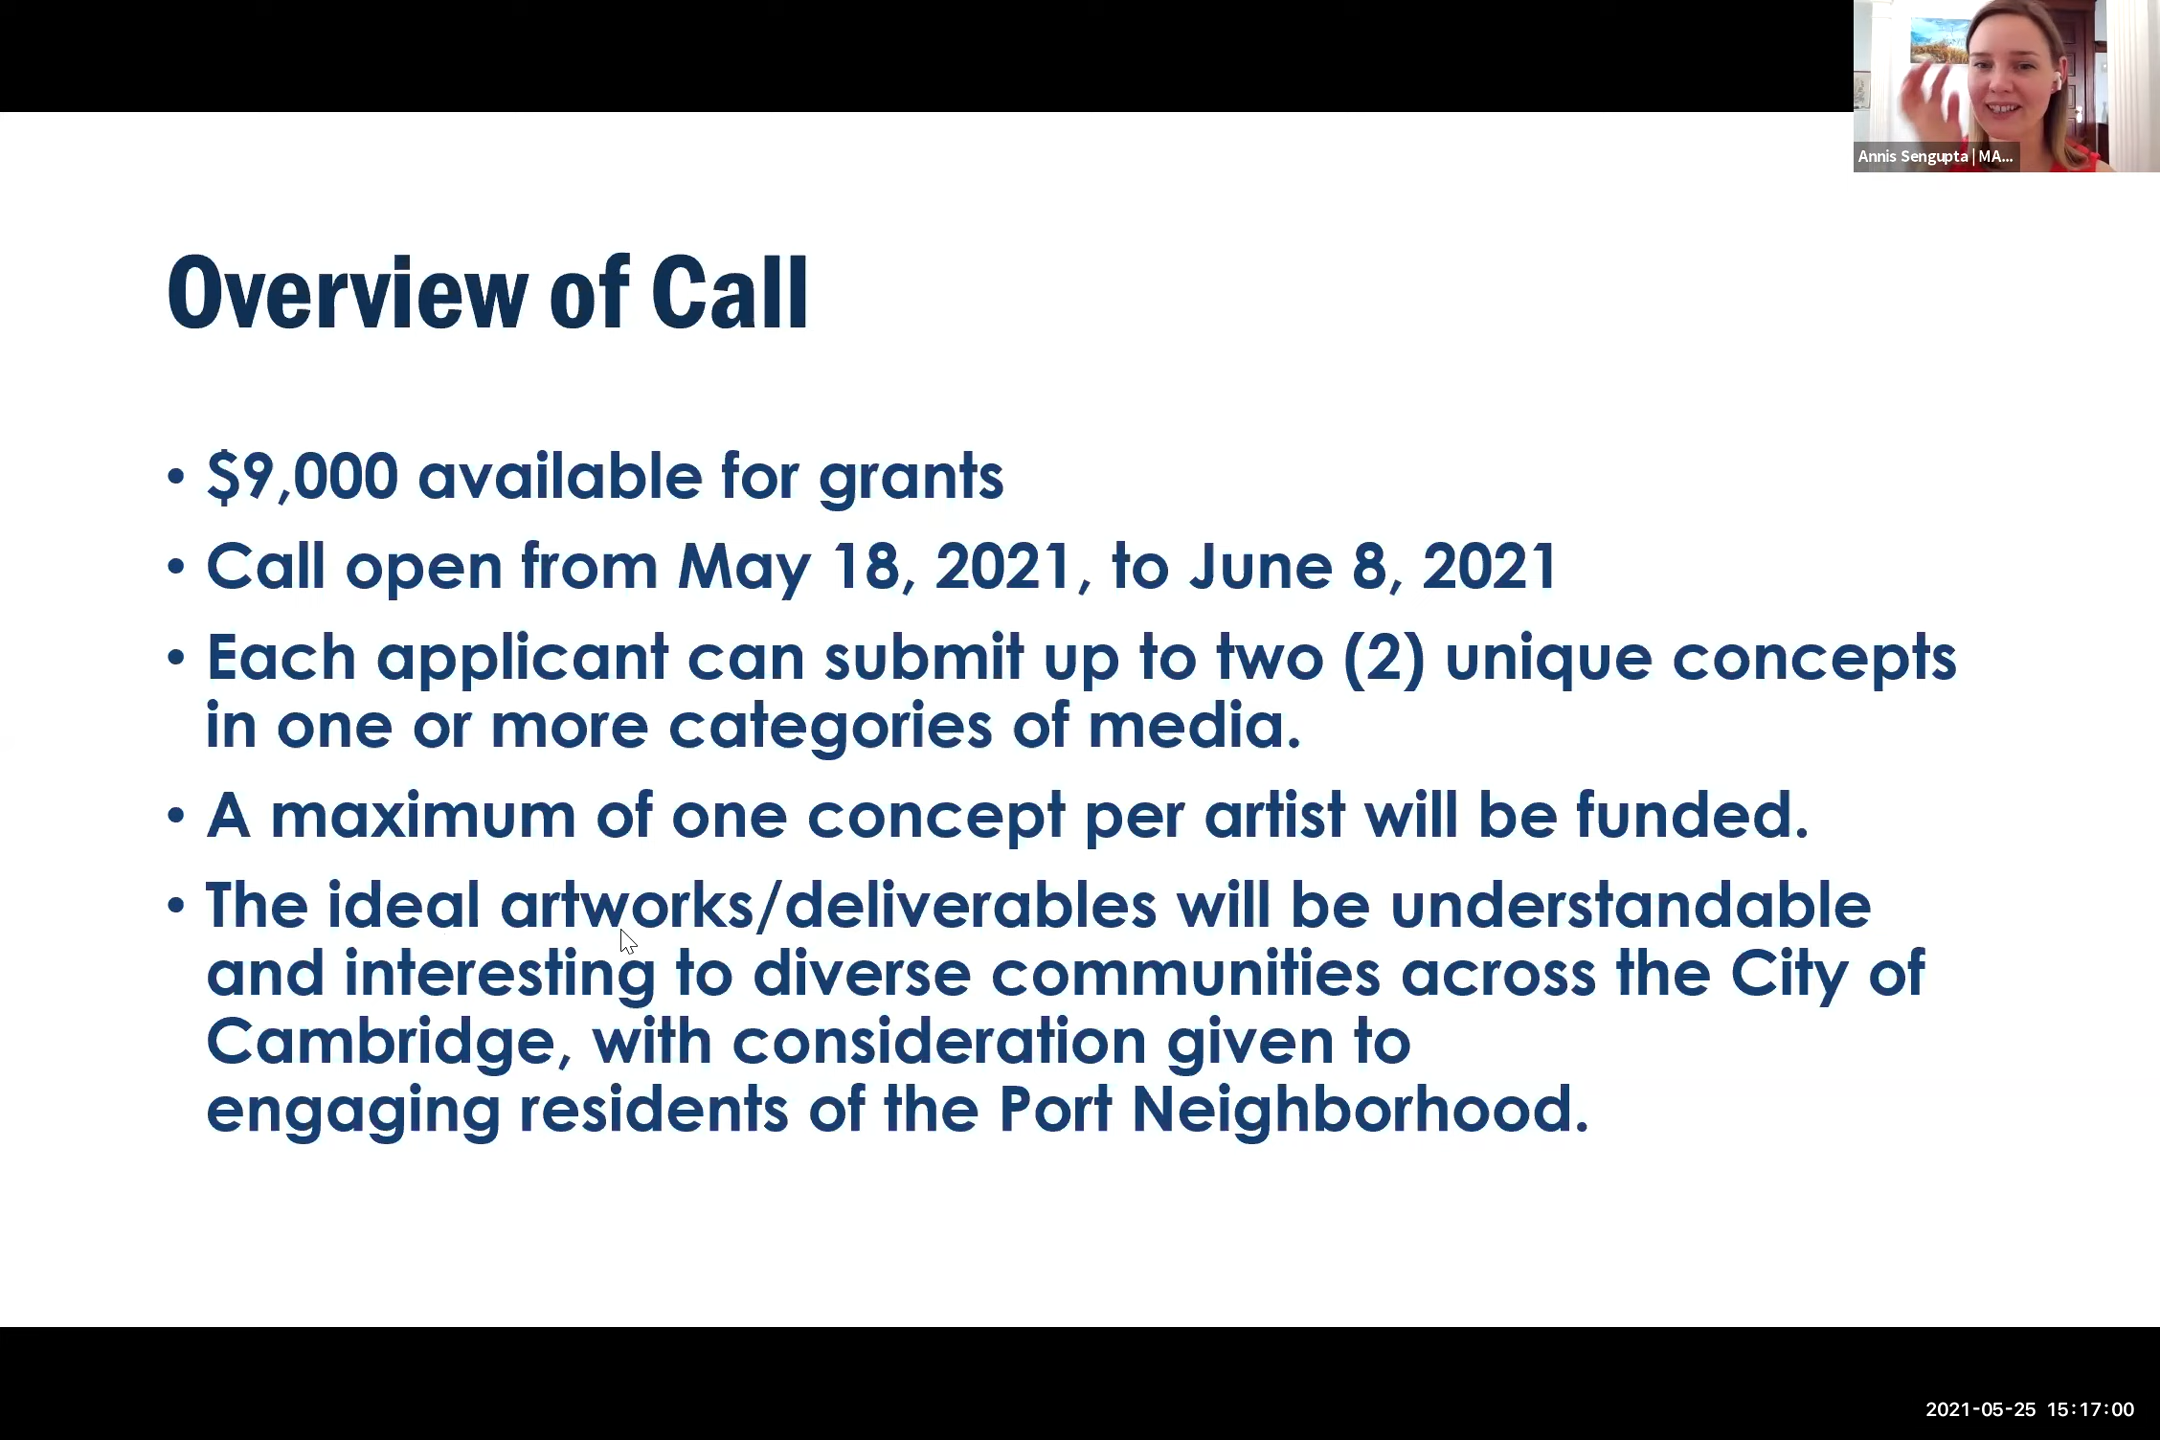 Annis Sengupta | MA...
Overview of Call
• $9,000 available for grants
• Call open from May 18, 2021, to June 8, 2021
• Each applicant can submit up to two (2) unique concepts
in one or more categories of media.
• A maximum of one concept per artist will be funded.
• The ideal artworks/deliverables will be understandable
and interesting to diverse communities across the City of
Cambridge, with consideration given to
engaging residents of the Port Neighborhood.
2021-05-25 15:17:00